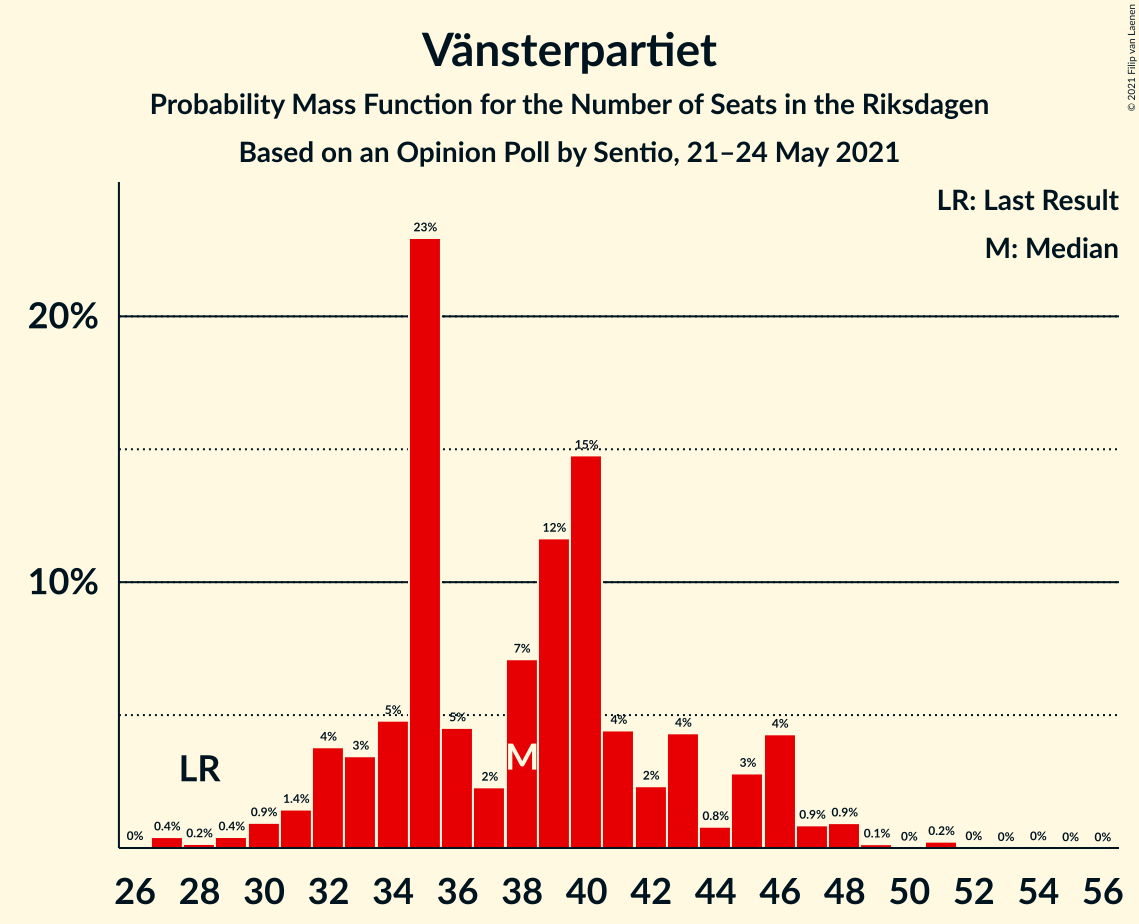 Vänsterpartiet
Probability Mass Function for the Number of Seats in the Riksdagen
Based on an Opinion Poll by Sentio, 21–24 May 2021
© 2021 Filip van Laenen
LR: Last Result
M: Median
20%
10%
0% 0.4% 0.2% 0.4% 0.9% 1.4% 4% 3% 5% 23% 5% 2% 7% 12% 15% 4% 2% 4% 0.8% 3% 4% 0.9% 0.9% 0.1% 0% 0.2% 0% 0% 0% 0% 0%
LR
M
26 28 30 32 34 36 38 40 42 44 46 48 50 52 54 56